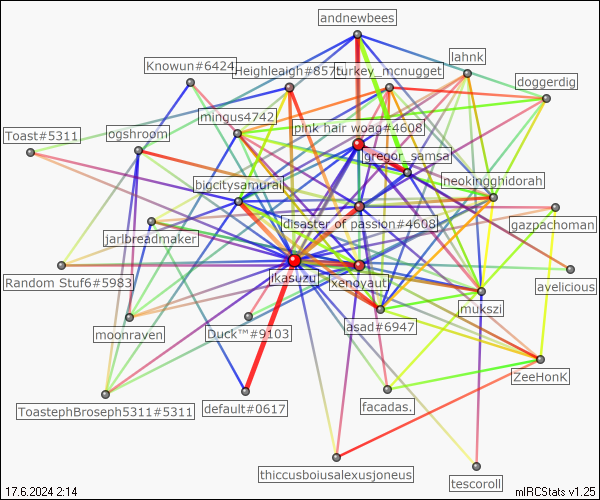 andnewbees
lahnk
Knowun#6424
Heighleaigh#857
turkey_mcnugget
doggerdig
mingus4742
Toast#5311
ogshroom
pink hair woag#4608
gregor_samsa
bigcitysamurai
neokingghidorah
disaster of passion#4608
gazpachoman
jarlbreadmaker
Random Stuf6#5983
ikasuzu
xenoyaut
avelicious
moonraven
Duck™#9103
asad#6947
mukszi
ZeeHonK
ToastephBroseph5311#5311
default#0617
facadas.
thiccusboiusalexusjoneus
tescoroll
17.6.2024 2:14
mIRCStats v1.25